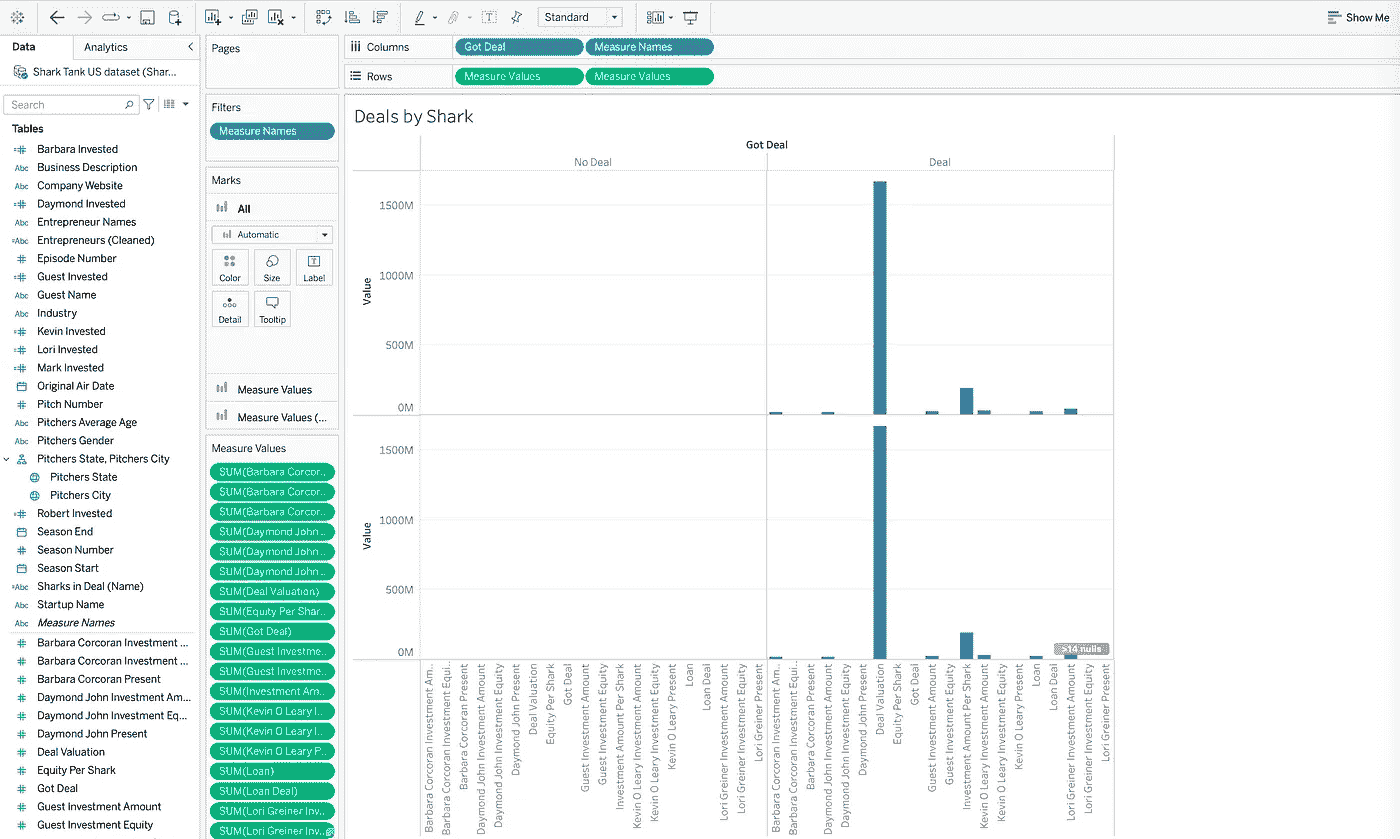 Standard
Show Me
Data
Analytics
Shark Tank US dataset (Shar...
Search
Tables
Barbara Invested
Abc Business Description
Abc Company Website
Daymond Invested
Abc Entrepreneur Names
=Abc Entrepreneurs (Cleaned)
Episode Number
Guest Invested
Abc Guest Name
Abc Industry
Kevin Invested
Lori Invested
Mark Invested
Original Air Date
Pitch Number
Abc Pitchers Average Age
Abc Pitchers Gender
Pitchers State, Pitchers City
Pitchers State
Pitchers City
Robert Invested
Season End
Season Number
Season Start
=Abc Sharks in Deal (Name)
Abc Startup Name
Abc Measure Names
Barbara Corcoran Investment ...
Barbara Corcoran Investment ...
Barbara Corcoran Present
Daymond John Investment Am...
Daymond John Investment Eq...
Daymond John Present
Deal Valuation
Equity Per Shark
Got Deal
Guest Investment Amount
Guest Investment Equity
Pages
Filters
Measure Names
Marks
All
Automatic
Color
Size
Label
Detail
Tooltip
Measure Values
Measure Values (...
Measure Values
SUM(Barbara Corcor..
SUM(Barbara Corcor..
SUM(Barbara Corcor..
SUM(Daymond John ..
SUM(Daymond John ..
SUM(Daymond John ..
SUM(Deal Valuation)
SUM(Equity Per Shar..
SUM(Got Deal)
SUM(Guest Investme..
SUM(Guest Investme..
SUM(Investment Am..
SUM(Kevin O Leary I..
SUM(Kevin O Leary I..
SUM(Kevin O Leary P..
SUM(Loan)
SUM(Loan Deal)
SUM(Lori Greiner Inv..
SUM(Lori Greiner Inv..
Columns
Got Deal
Measure Names
Rows
Measure Values
Measure Values
Deals by Shark
Got Deal
No Deal
Deal
1500M
1000M
500M
0M
Value
1500M
1000M
500M
0M
Value
>14 nulls
Barbara Corcoran Investment Am..
Barbara Corcoran Investment Equi..
Barbara Corcoran Present
Daymond John Investment Amount
Daymond John Investment Equity
Daymond John Present
Deal Valuation
Equity Per Shark
Got Deal
Guest Investment Amount
Guest Investment Equity
Investment Amount Per Shark
Kevin O Leary Investment Amount
Kevin O Leary Investment Equity
Kevin O Leary Present
Loan
Loan Deal
Lori Greiner Investment Amount
Lori Greiner Investment Equity
Lori Greiner Present
Barbara Corcoran Investment Am..
Barbara Corcoran Investment Equi..
Barbara Corcoran Present
Daymond John Investment Amount
Daymond John Investment Equity
Daymond John Present
Deal Valuation
Equity Per Shark
Got Deal
Guest Investment Amount
Guest Investment Equity
Investment Amount Per Shark
Kevin O Leary Investment Amount
Kevin O Leary Investment Equity
Kevin O Leary Present
Loan
Loan Deal
Lori Greiner Investment Amount
Lori Greiner Investment Equity
Lori Greiner Present